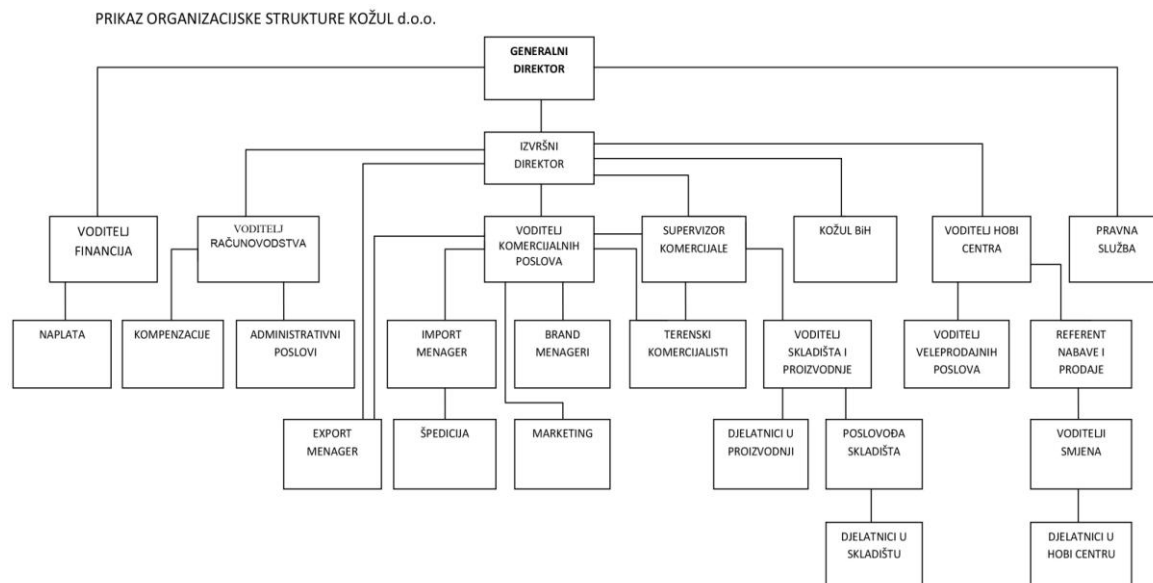 PRIKAZ ORGANIZACIJSKE STRUKTURE KOŽUL d.o.o.
GENERALNI
DIREKTOR
IZVRŠNI
DIREKTOR
VODITELJ
FINANCIJA
VODITELJ
RAČUNOVODSTVA
VODITELJ
KOMERCIJALNIH
POSLOVA
SUPERVIZOR
KOMERCIJALE
KOŽUL BiH
VODITELJ HOBI
CENTRA
PRAVNA
SLUŽBA
NAPLATA
KOMPENZACIJE
ADMINISTRATIVNI
POSLOVI
IMPORT
MENAGER
BRAND
MENAGERI
TERENSKI
KOMERCIJALISTI
VODITELJ
SKLADIŠTA I
PROIZVODNJE
VODITELJ
VELEPRODAJNIH
POSLOVA
REFERENT
NABAVE I
PRODAJE
EXPORT
MENAGER
ŠPEDICIJA
MARKETING
DJELATNICI U
PROIZVODNJI
POSLOVOĐA
SKLADIŠTA
VODITELJI
SMJENA
DJELATNICI U
SKLADIŠTU
DJELATNICI U
HOBI CENTRU